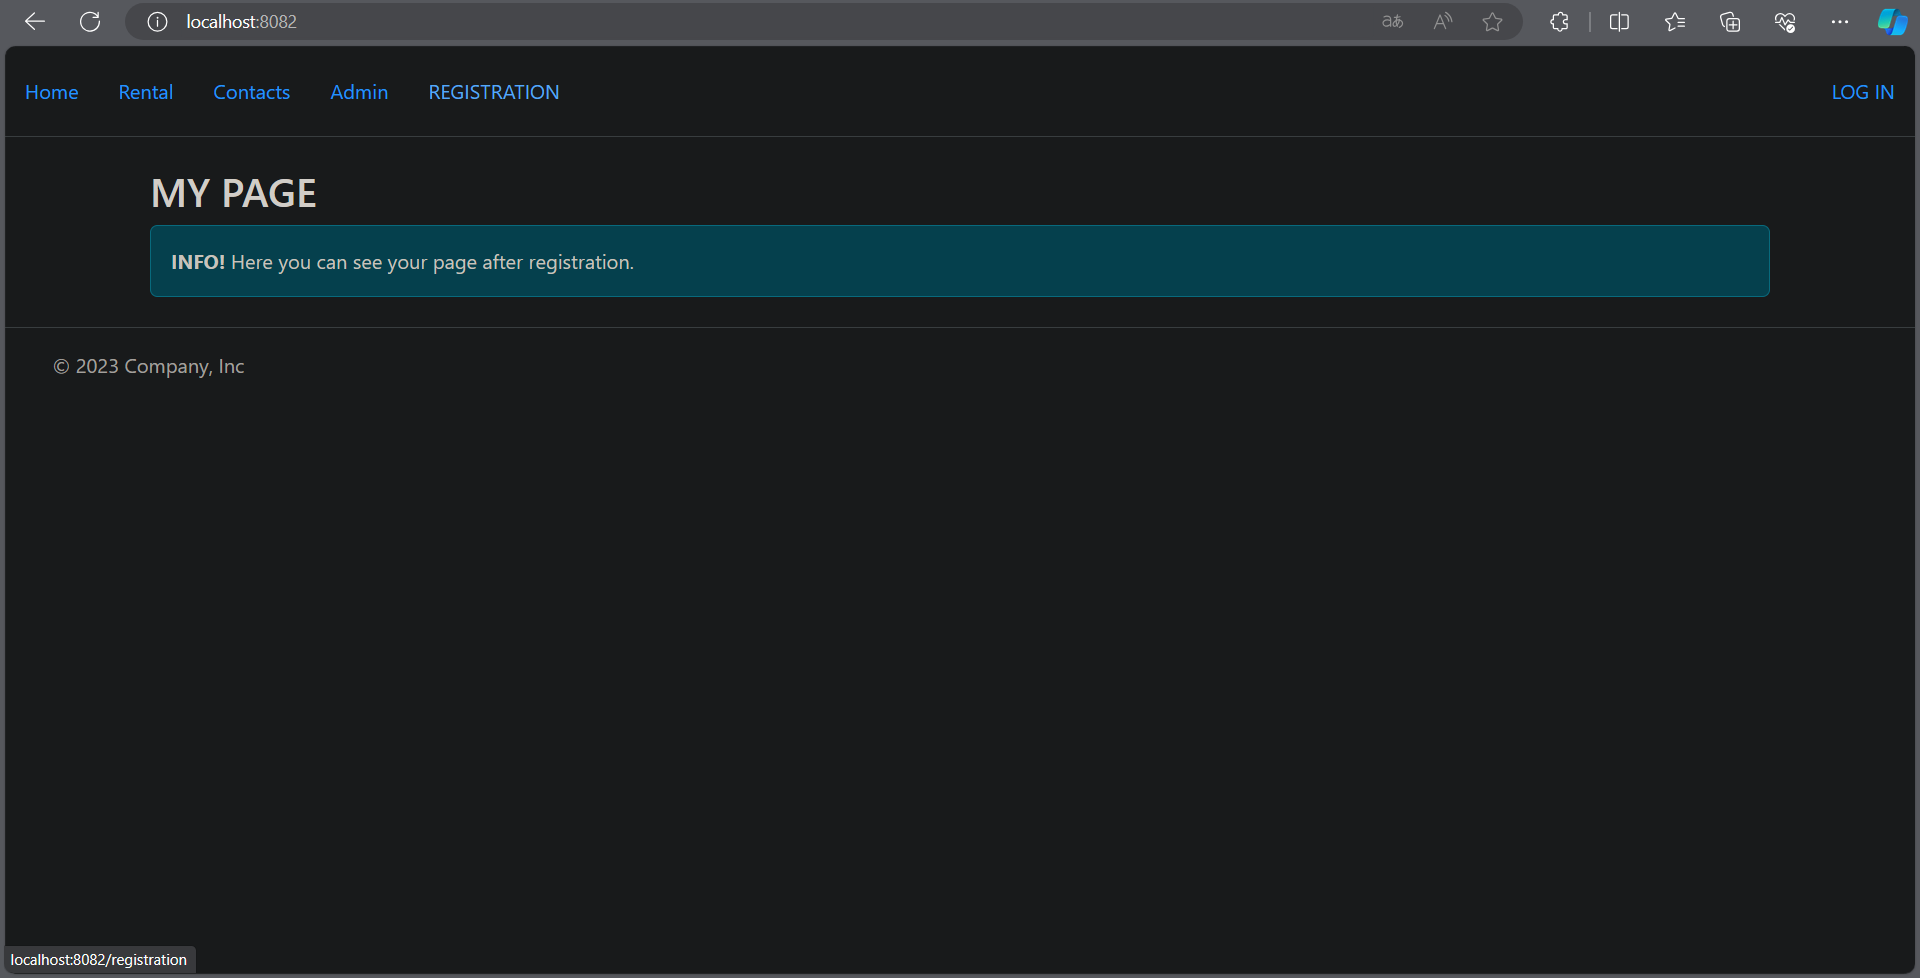 localhost:8082
Home Rental Contacts Admin REGISTRATION LOG IN
MY PAGE
INFO! Here you can see your page after registration.
© 2023 Company, Inc
localhost:8082/registration